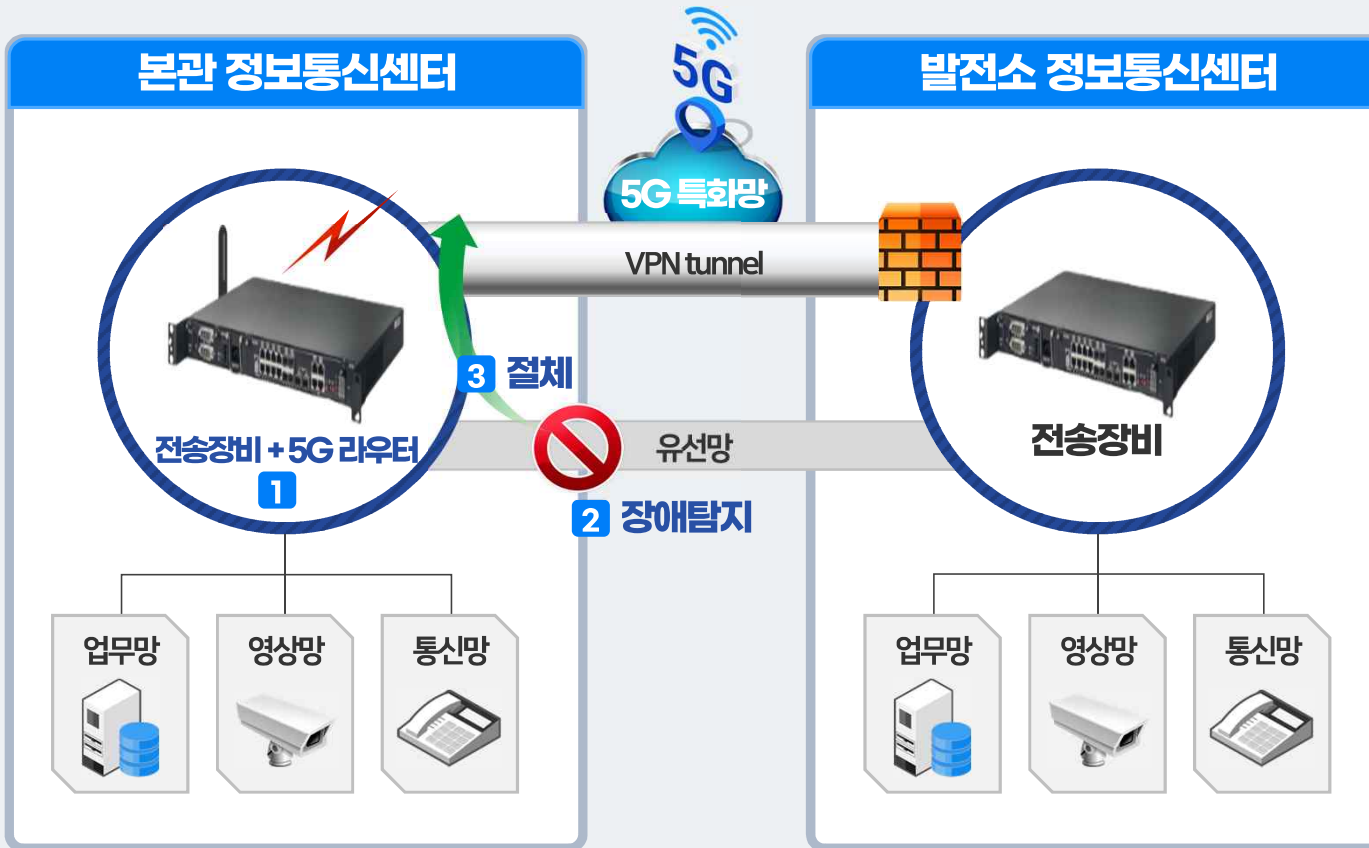 본관 정보통신센터
5G
발전소 정보통신센터
5G 특화망
VPN tunnel
3 절체
전송장비 + 5G 라우터
1
유선망
전송장비
2 장애탐지
업무망
영상망
통신망
업무망
영상망
통신망